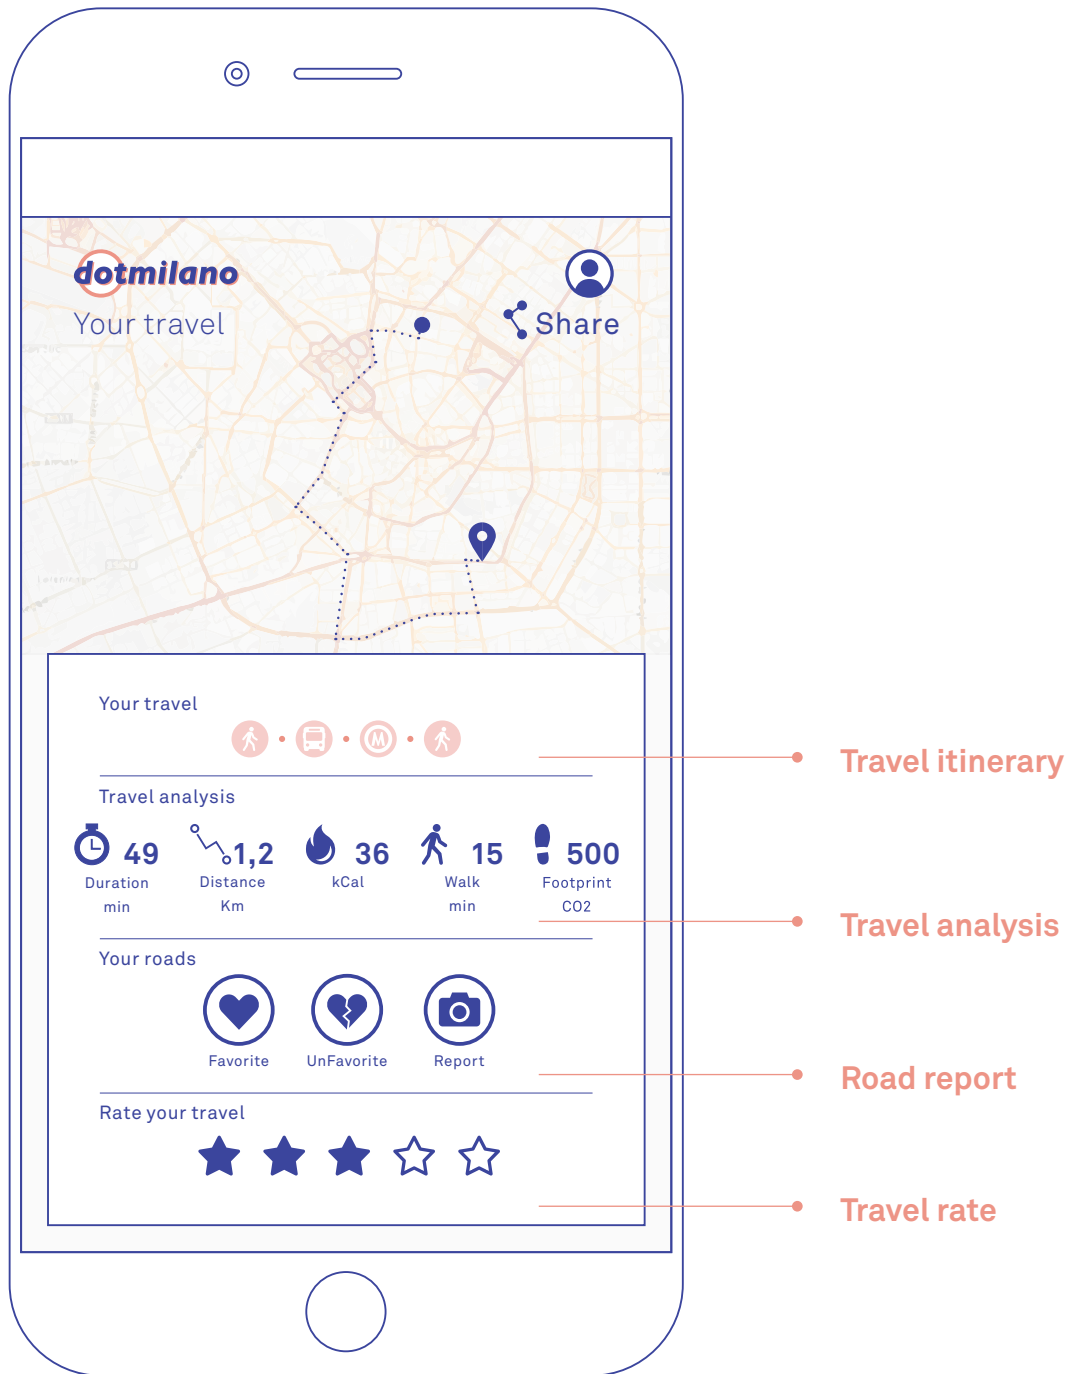 dotmilano
Your travel
Share
Your travel
M
Travel itinerary
Travel analysis
49
1,2
36
15
500
Duration
Distance
kCal
Walk
Footprint
min
Km
min
CO2
Travel analysis
Your roads
Favorite
UnFavorite
Report
Road report
Rate your travel
Travel rate